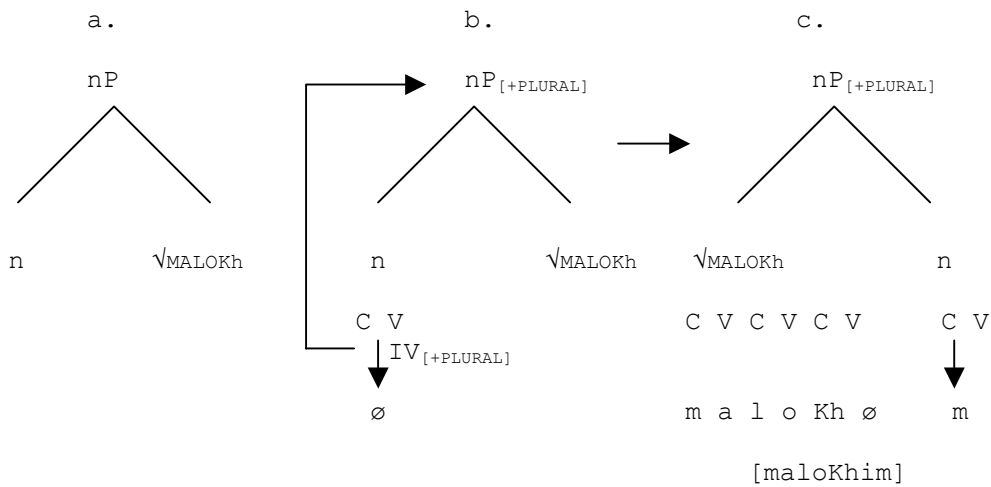 a. b. c.
nP nP[+PLURAL] nP[+PLURAL]
n √MALOKh n √MALOKh √MALOKh n
C V C V C V C V C V
IV[+PLURAL]
ø m a l o Kh ø m
[maloKhim]